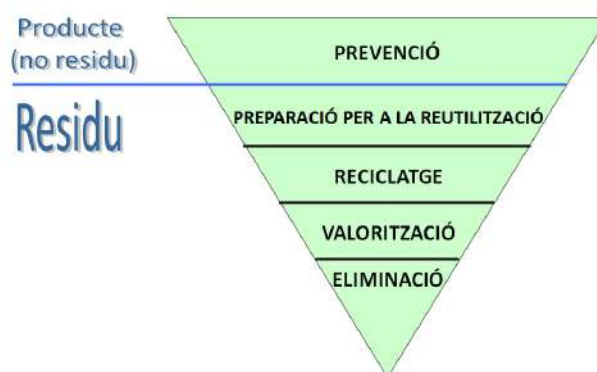 Producte
(no residu)
PREVENCIÓ
Residu
PREPARACIÓ PER A LA REUTILITZACIÓ
RECICLATGE
VALORITZACIÓ
ELIMINACIÓ